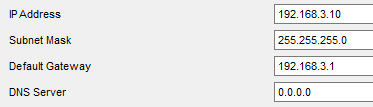 IP Address 192.168.3.10
Subnet Mask 255.255.255.0
Default Gateway 192.168.3.1
DNS Server 0.0.0.0